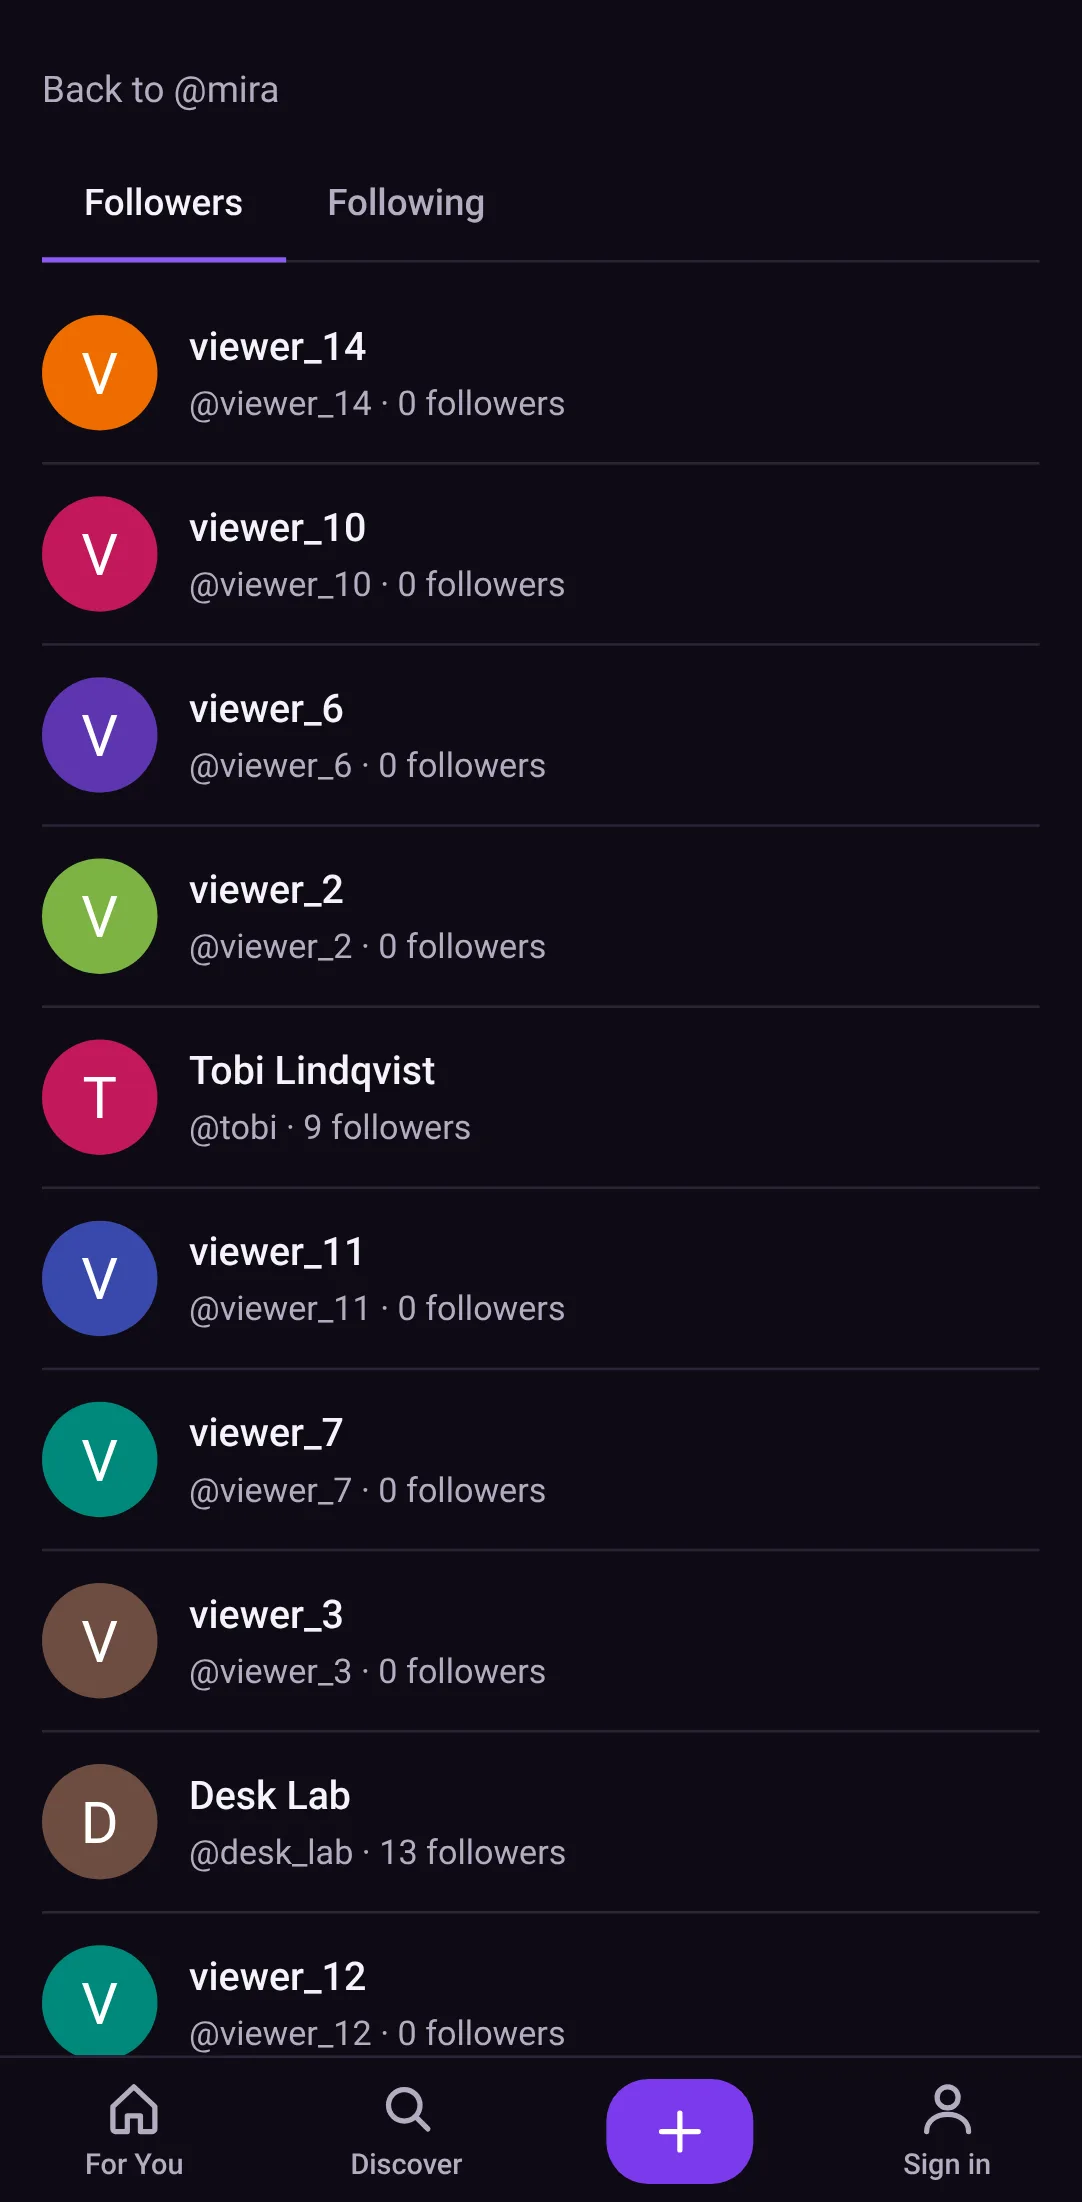 Back to @mira
Followers
Following
V
viewer_14
@viewer_14 · 0 followers
V
viewer_10
@viewer_10 · 0 followers
V
viewer_6
@viewer_6 · 0 followers
V
viewer_2
@viewer_2 · 0 followers
T
Tobi Lindqvist
@tobi · 9 followers
V
viewer_11
@viewer_11 · 0 followers
V
viewer_7
@viewer_7 · 0 followers
V
viewer_3
@viewer_3 · 0 followers
D
Desk Lab
@desk_lab · 13 followers
V
viewer_12
@viewer_12 · 0 followers
For You
Discover
Sign in